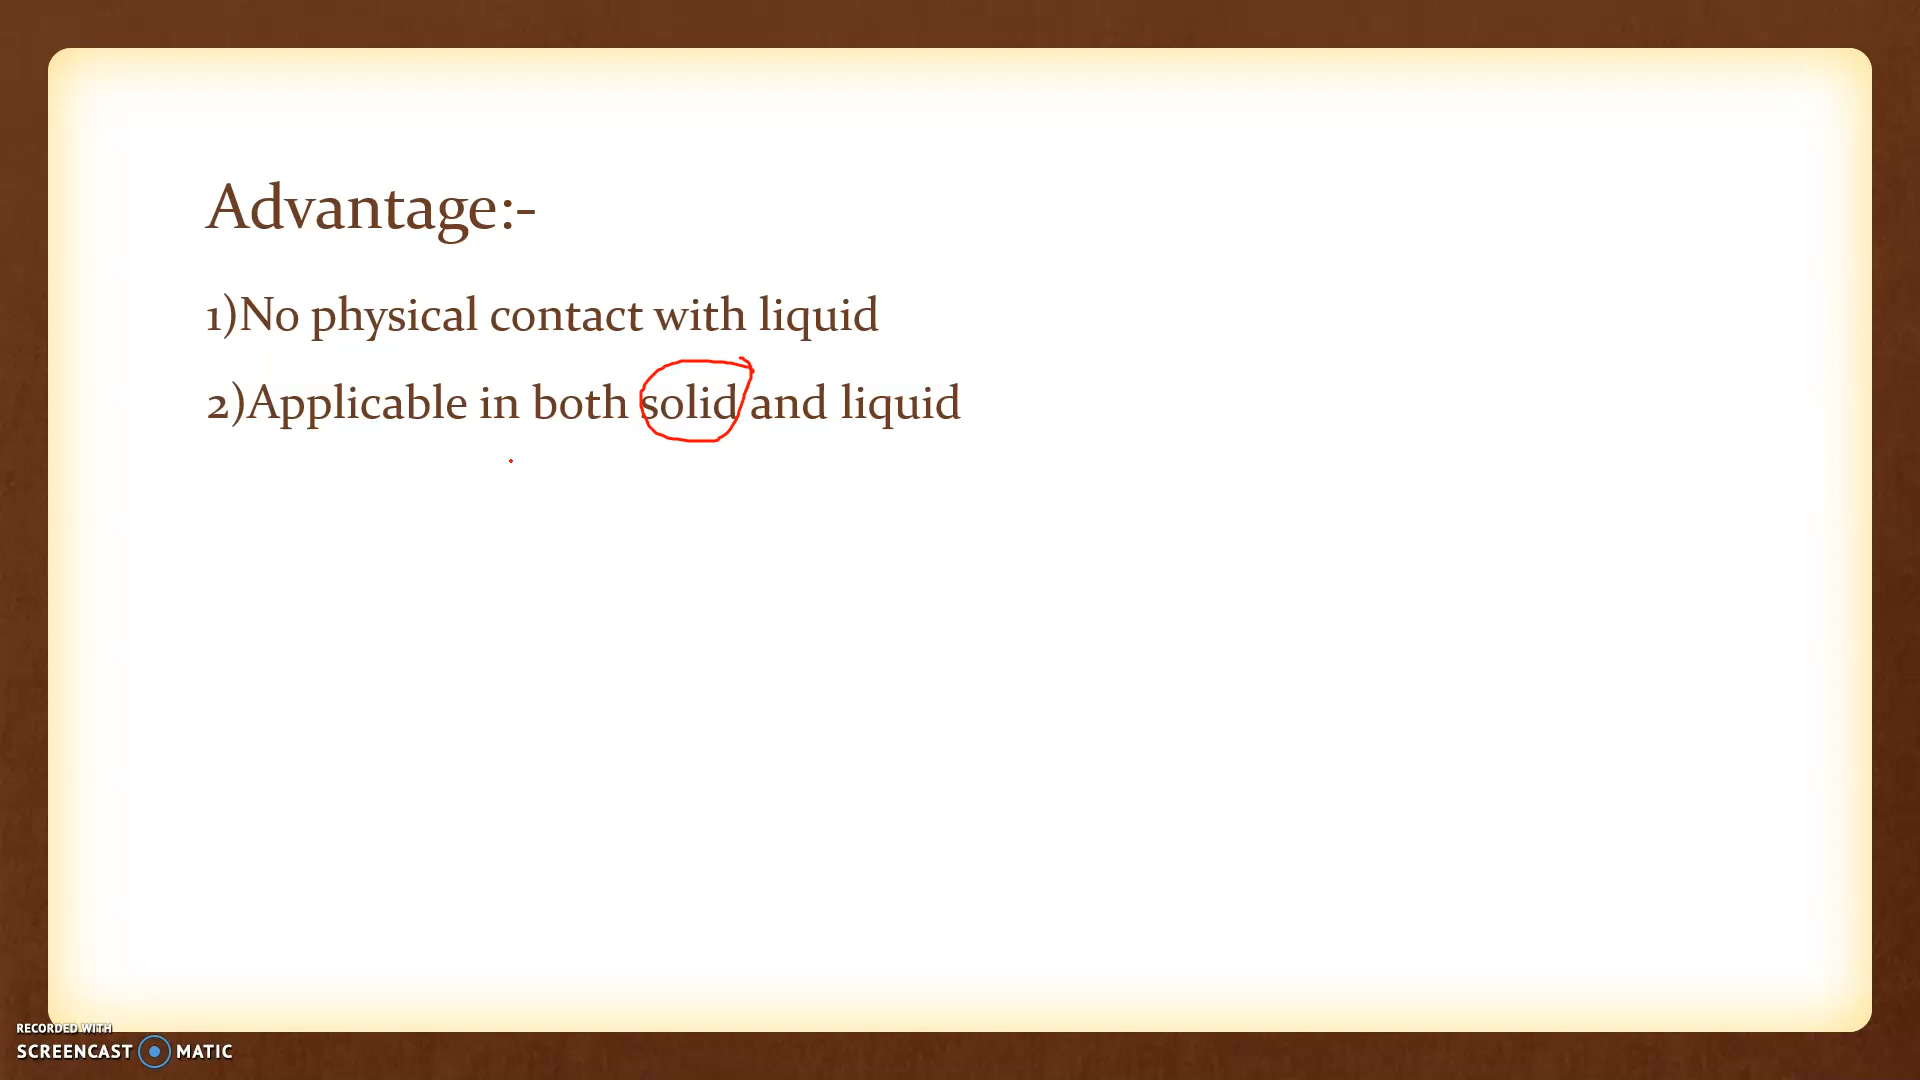 Advantage:-
1)No physical contact with liquid
2)Applicable in both solid and liquid
RECORDED WITH
SCREENCAST MATIC